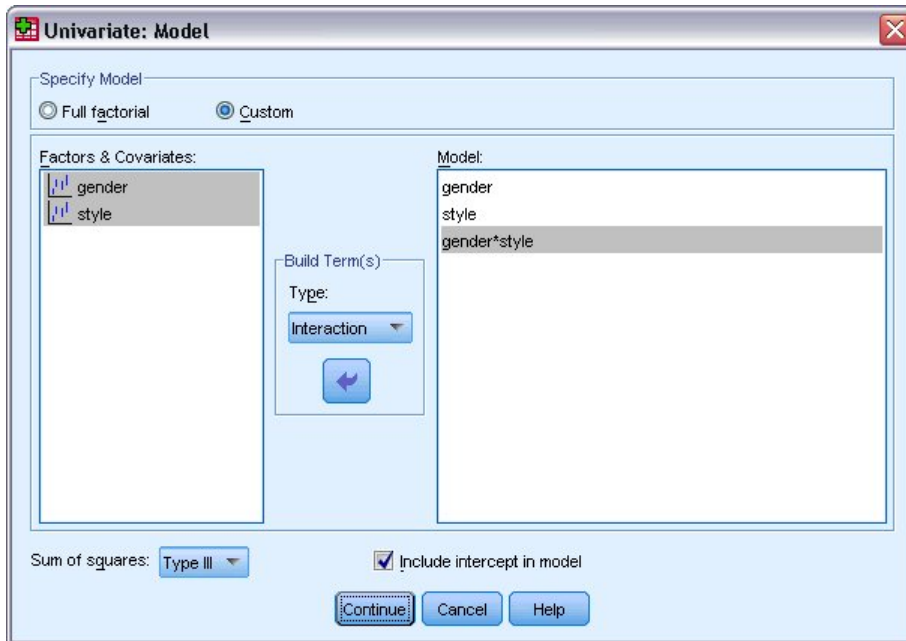 Univariate: Model
Specify Model
Full factorial
Custom
Factors & Covariates:
gender
style
Build Term(s)
Type:
Interaction
Model:
gender
style
gender*style
Sum of squares:
Type III
Include intercept in model
Continue
Cancel
Help